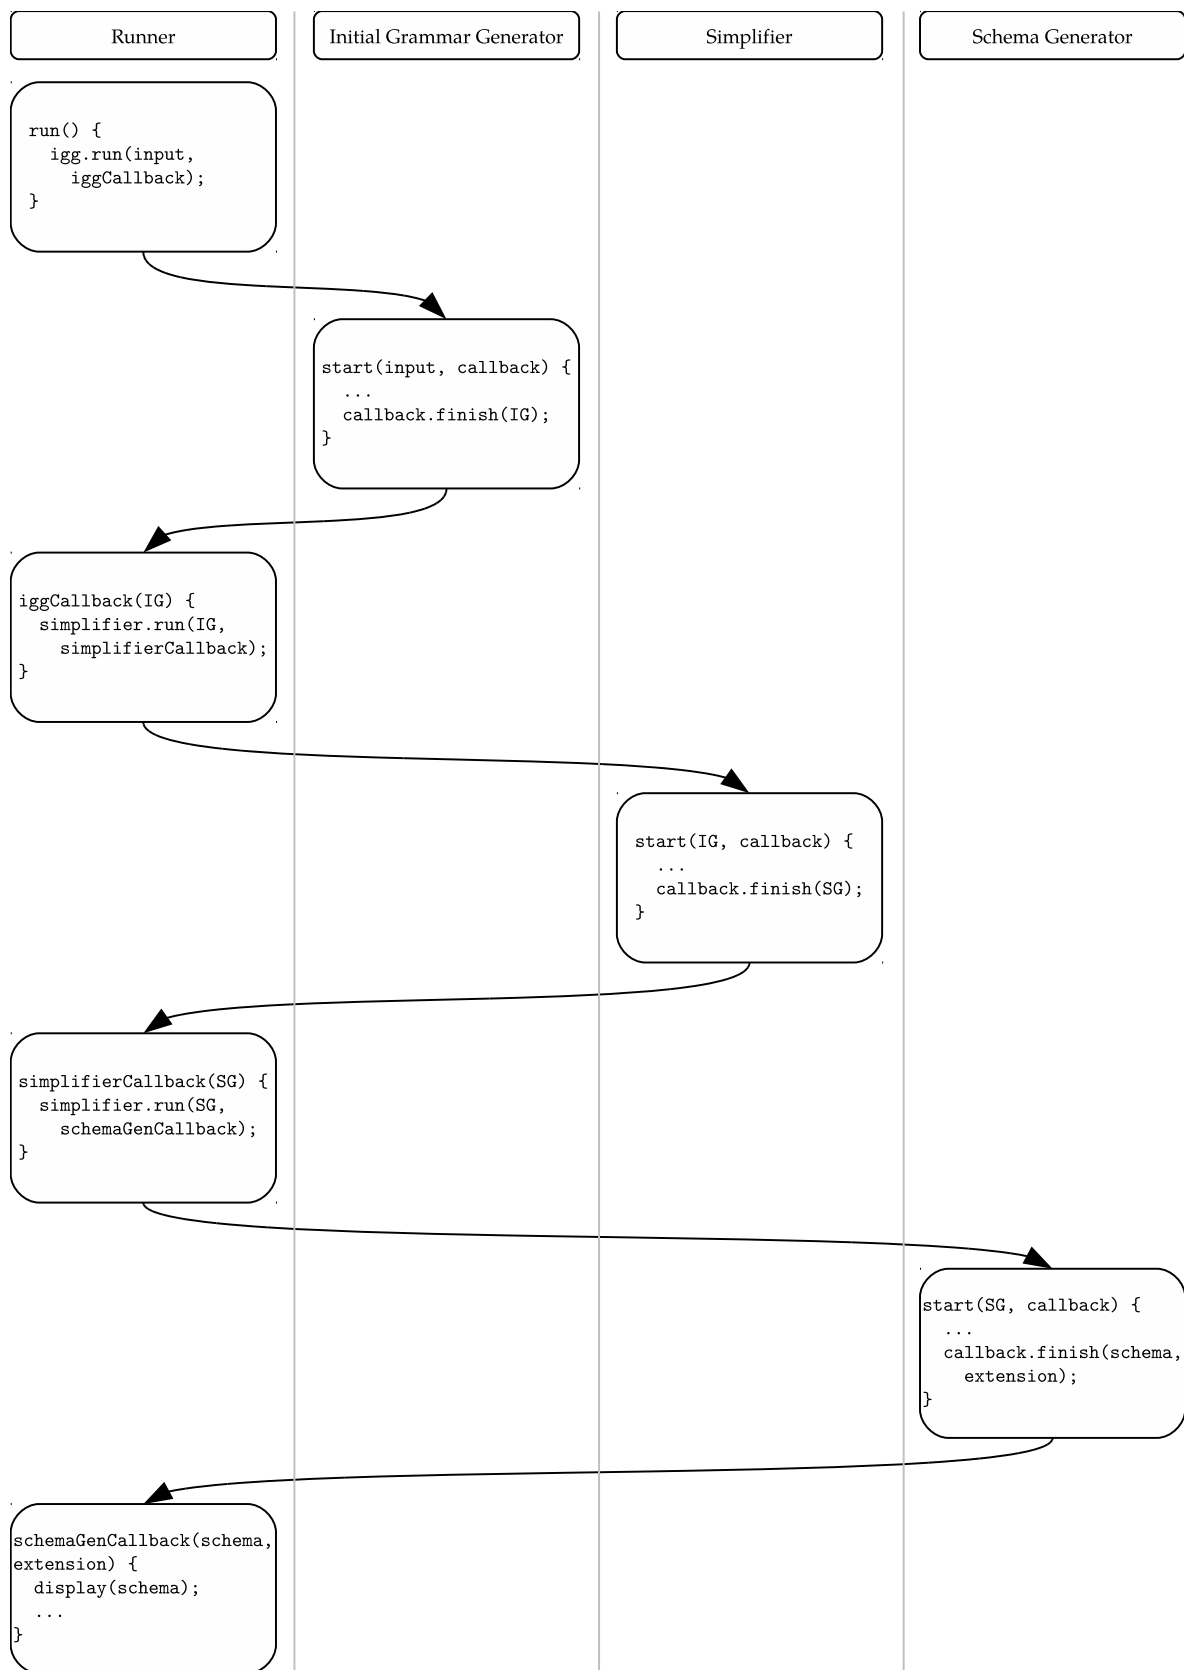 Runner
Initial Grammar Generator
Simplifier
Schema Generator
run() {
  igg.run(input,
    iggCallback);
}
start(input, callback) {
  ...
  callback.finish(IG);
}
iggCallback(IG) {
  simplifier.run(IG,
    simplifierCallback);
}
start(IG, callback) {
  ...
  callback.finish(SG);
}
simplifierCallback(SG) {
  simplifier.run(SG,
    schemaGenCallback);
}
start(SG, callback) {
  ...
  callback.finish(schema,
    extension);
}
schemaGenCallback(schema,
extension) {
  display(schema);
  ...
}